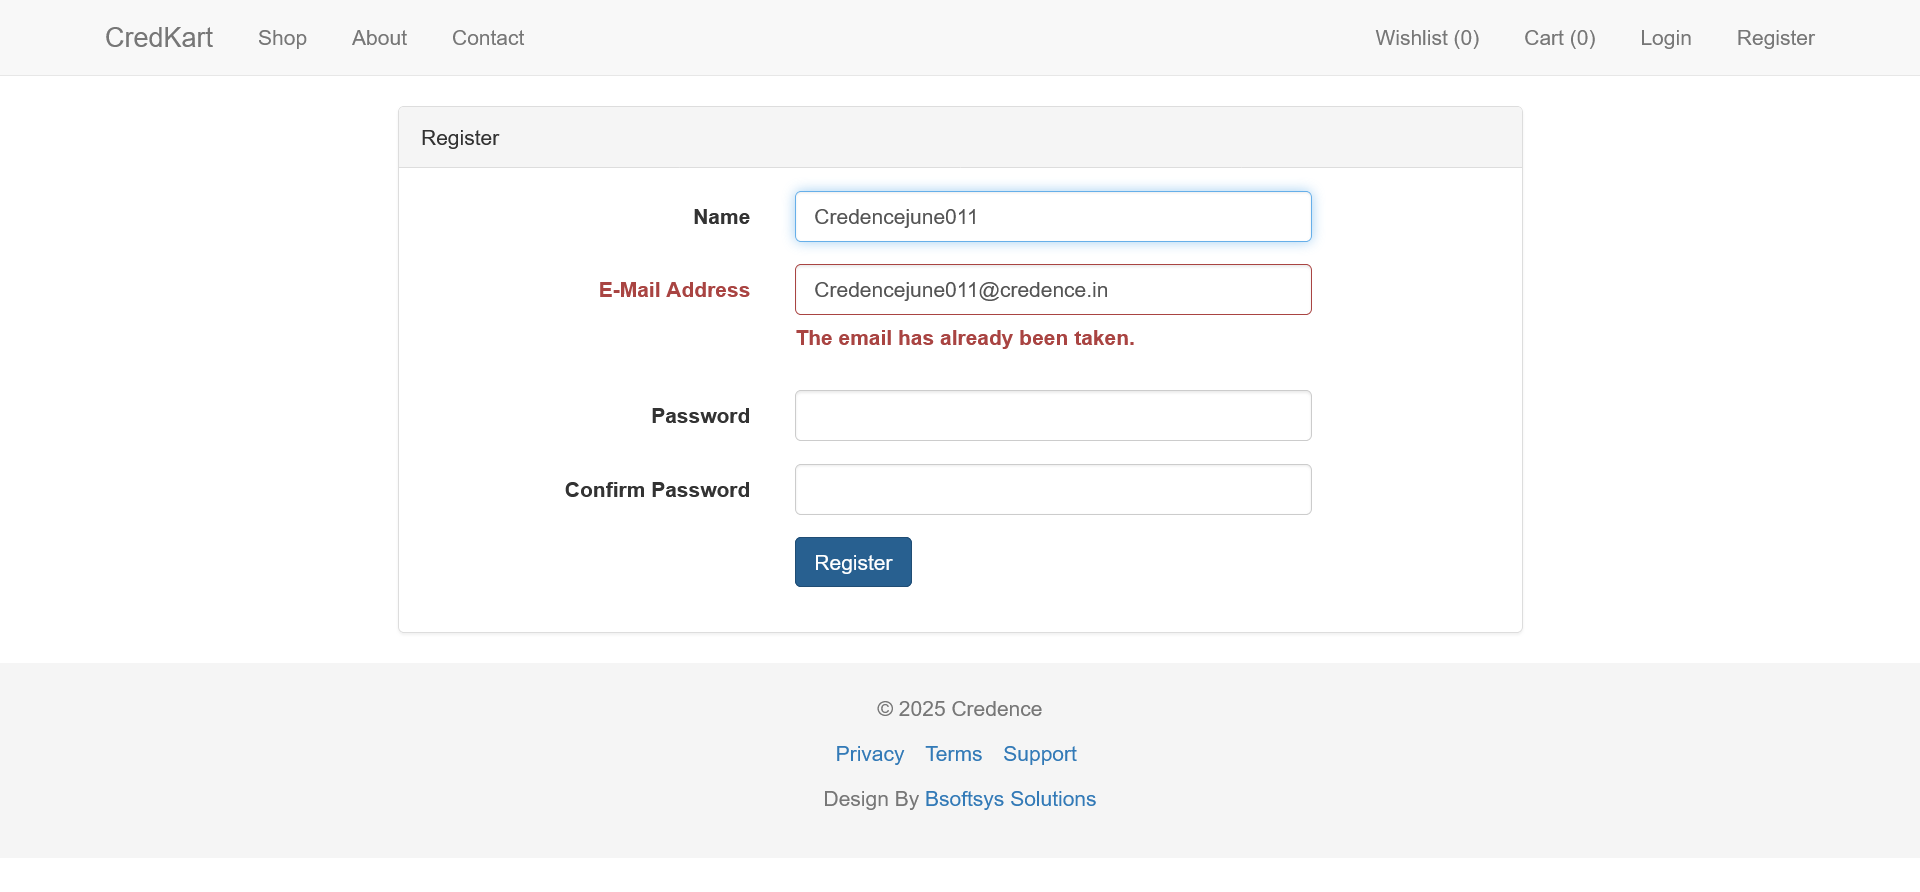 CredKart Shop About Contact Wishlist (0) Cart (0) Login Register
Register
Name Credencejune011
E-Mail Address Credencejune011@credence.in
The email has already been taken.
Password
Confirm Password
Register
© 2025 Credence
Privacy Terms Support
Design By Bsoftsys Solutions